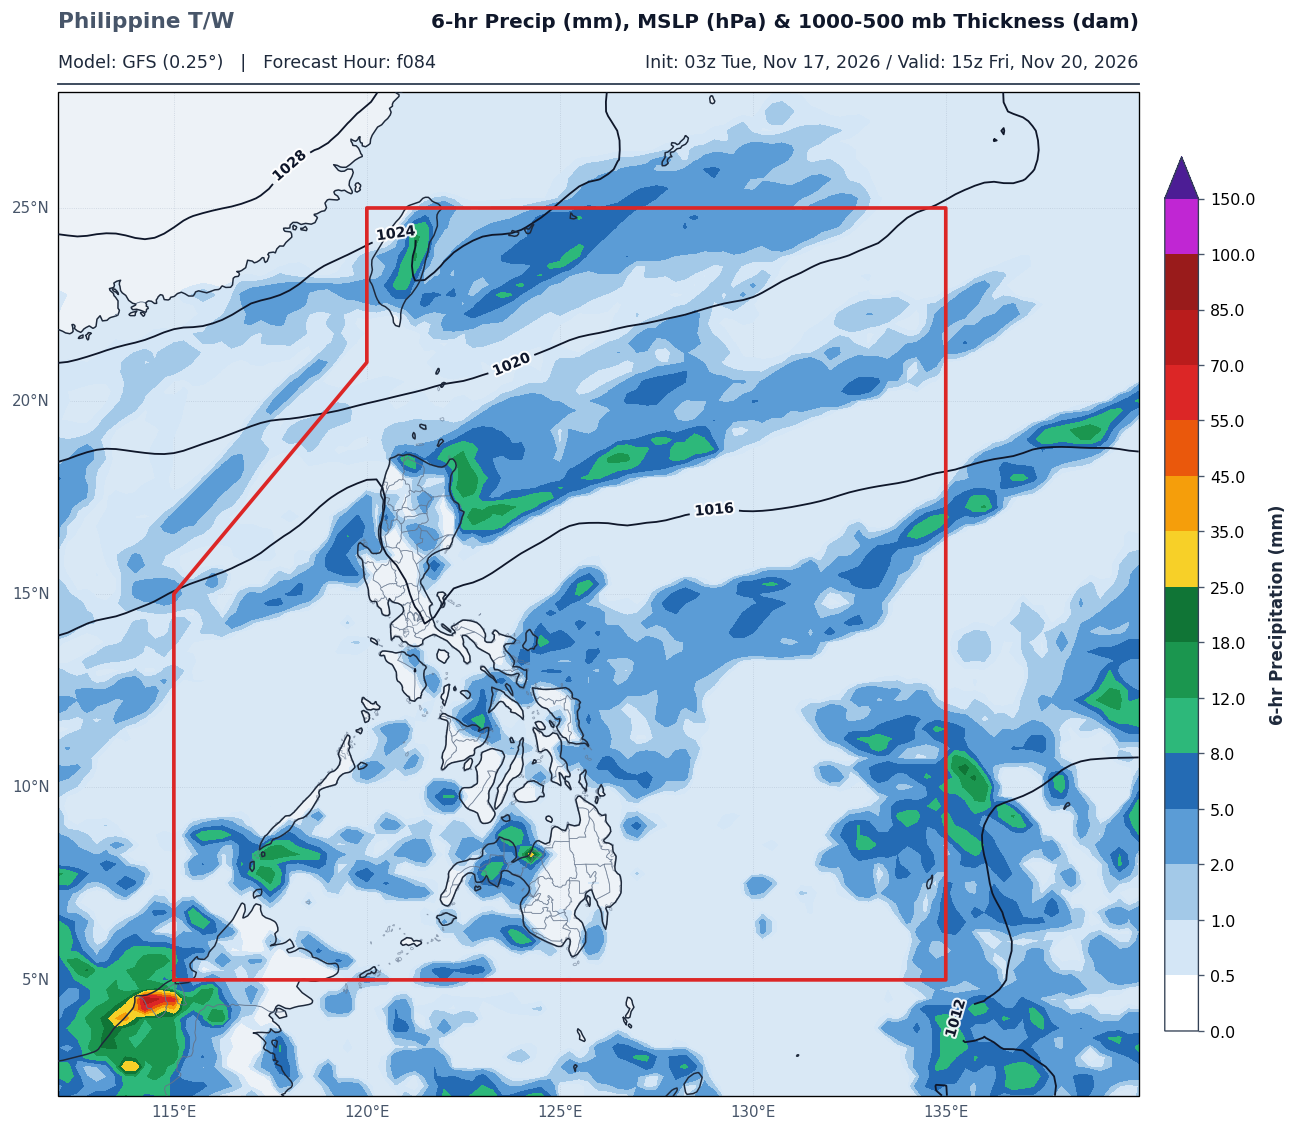 Philippine T/W
6-hr Precip (mm), MSLP (hPa) & 1000-500 mb Thickness (dam)
Model: GFS (0.25°) | Forecast Hour: f084
Init: 03z Tue, Nov 17, 2026 / Valid: 15z Fri, Nov 20, 2026
1028
1024
1020
1016
1012
25°N
20°N
15°N
10°N
5°N
115°E
120°E
125°E
130°E
135°E
150.0
100.0
85.0
70.0
55.0
45.0
35.0
25.0
18.0
12.0
8.0
5.0
2.0
1.0
0.5
0.0
6-hr Precipitation (mm)